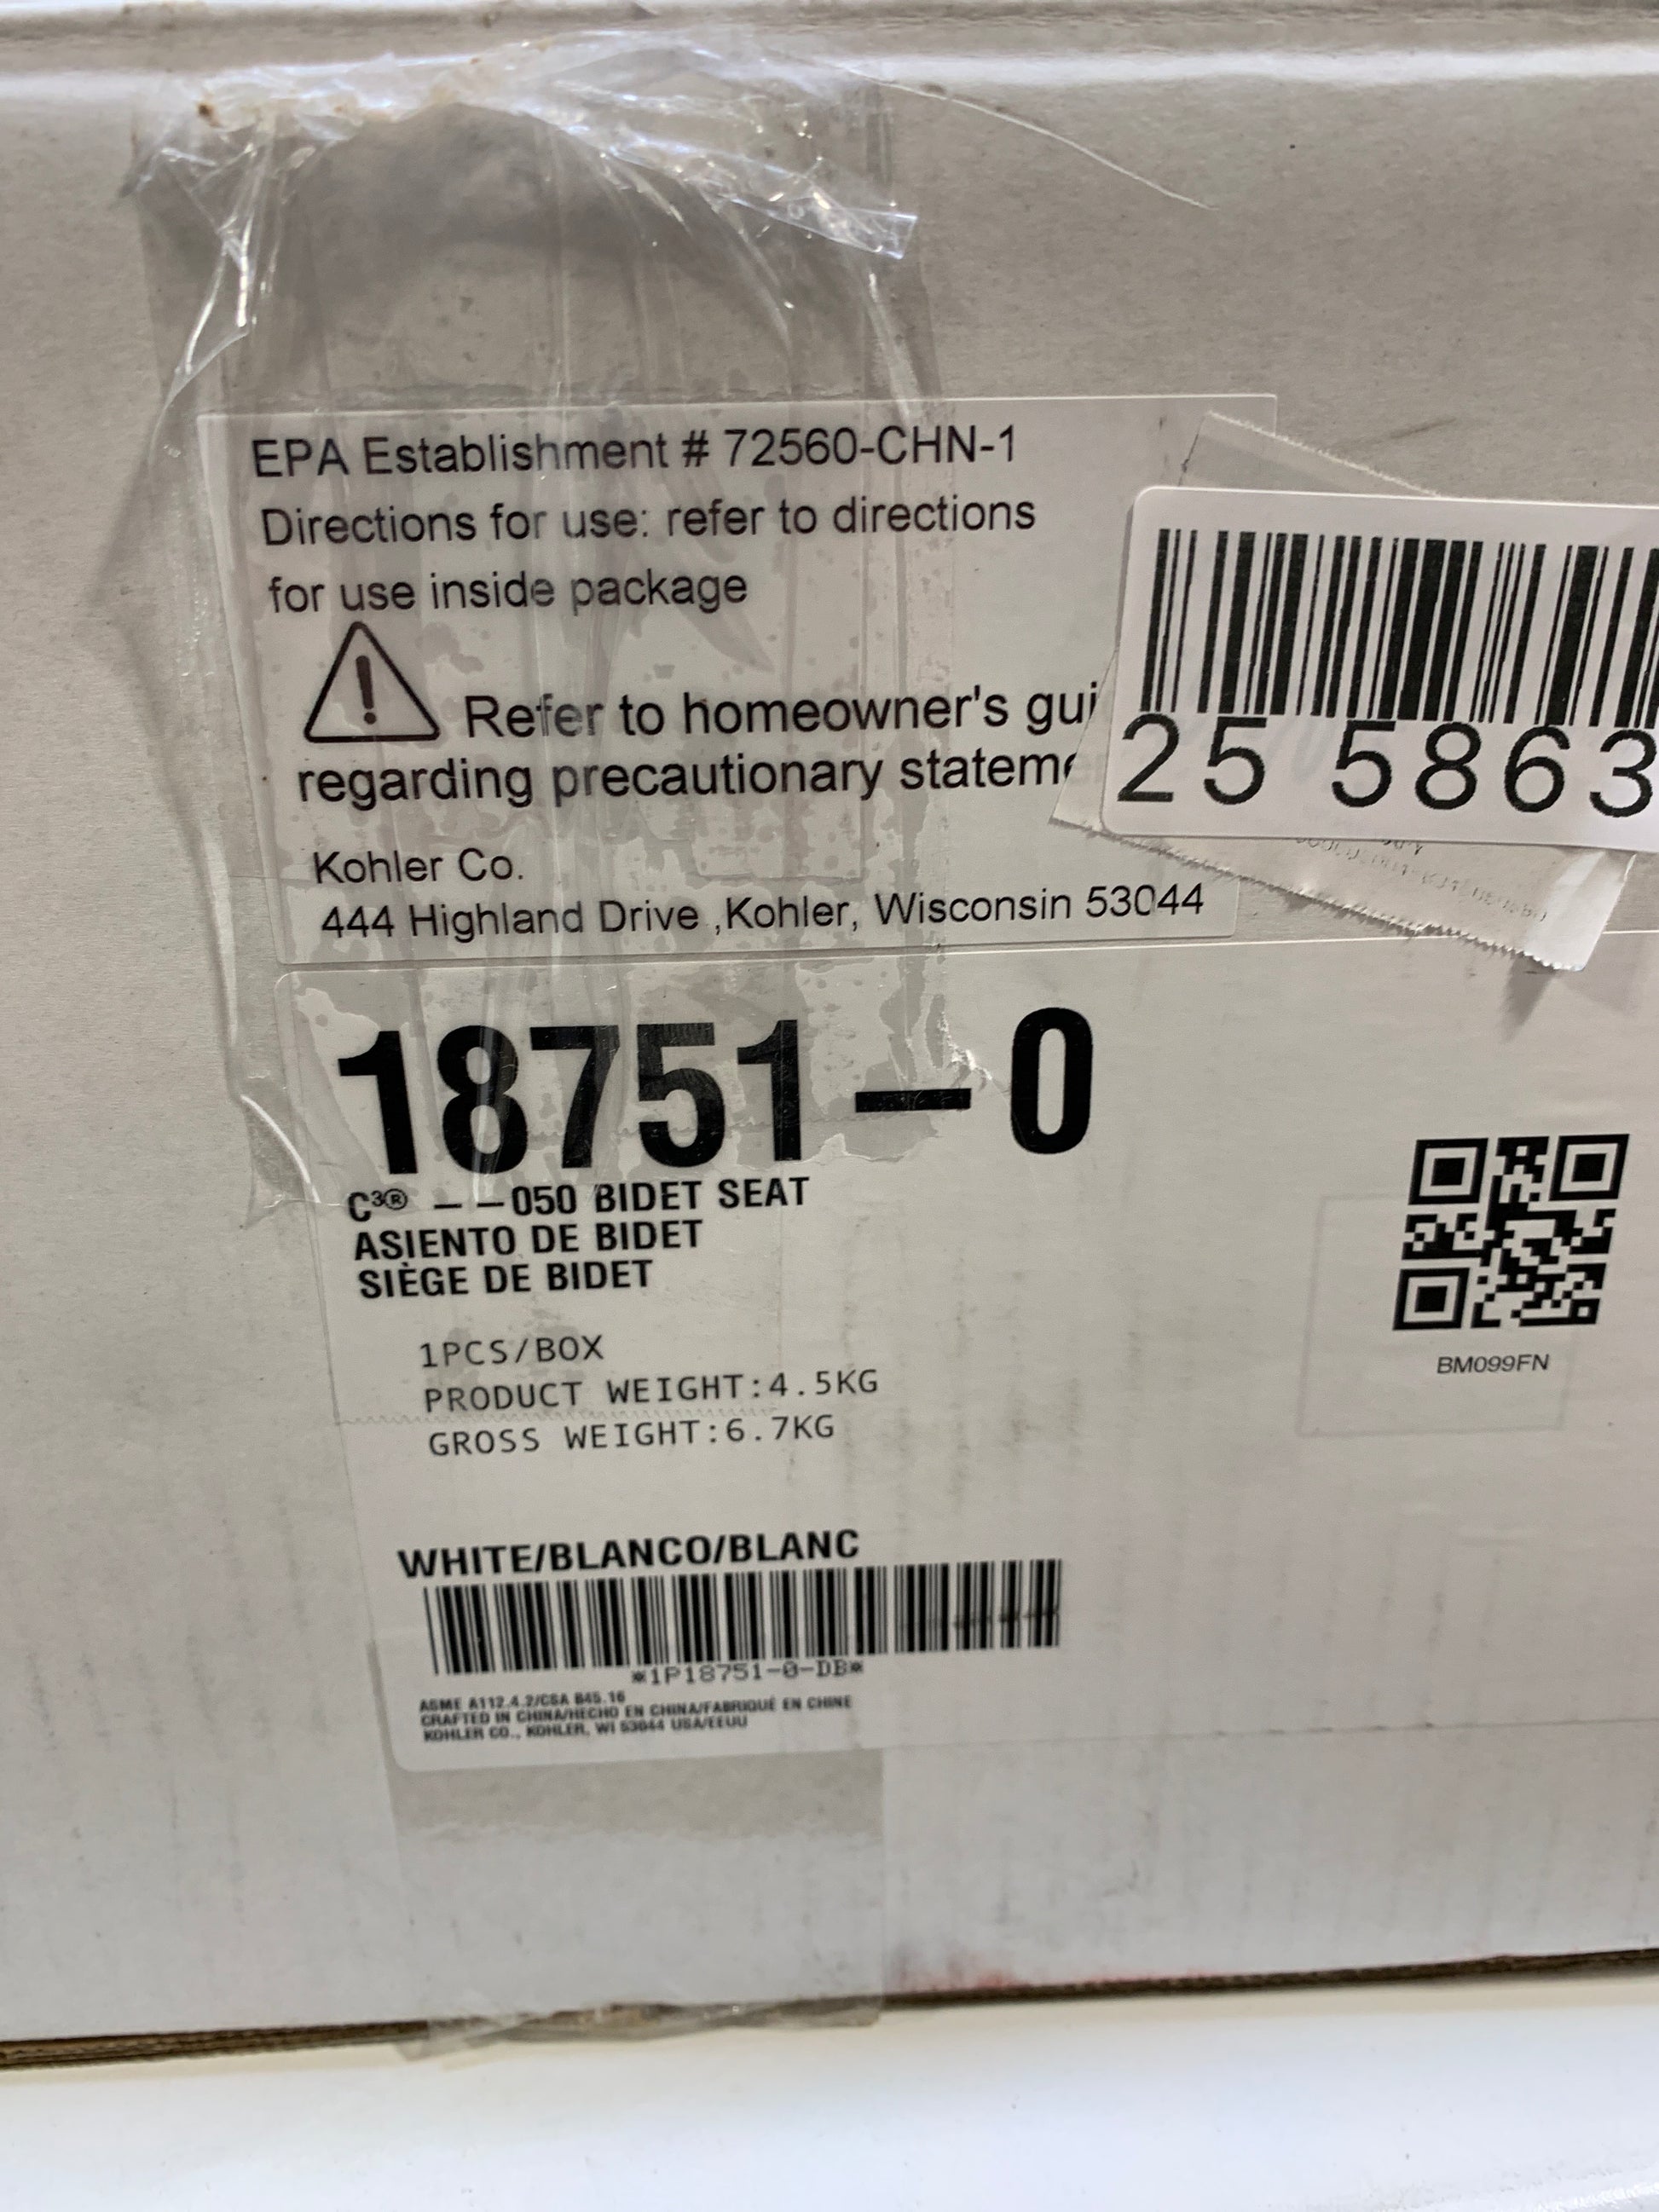 EPA Establishment # 72560-CHN-1
Directions for use: refer to directions
for use inside package
Refer to homeowner's gui
regarding precautionary statem
25 5863
Kohler Co.
444 Highland Drive ,Kohler, Wisconsin 53044
18751–0
C³® – –050 BIDET SEAT
ASIENTO DE BIDET
SIÈGE DE BIDET
BM099FN
1PCS/BOX
PRODUCT WEIGHT:4.5KG
GROSS WEIGHT:6.7KG
WHITE/BLANCO/BLANC
*1P18751-0-DB*
ASME A112.4.2/CSA B45.16
CRAFTED IN CHINA/HECHO EN CHINA/FABRIQUÉ EN CHINE
KOHLER CO., KOHLER, WI 53044 USA/EEUU